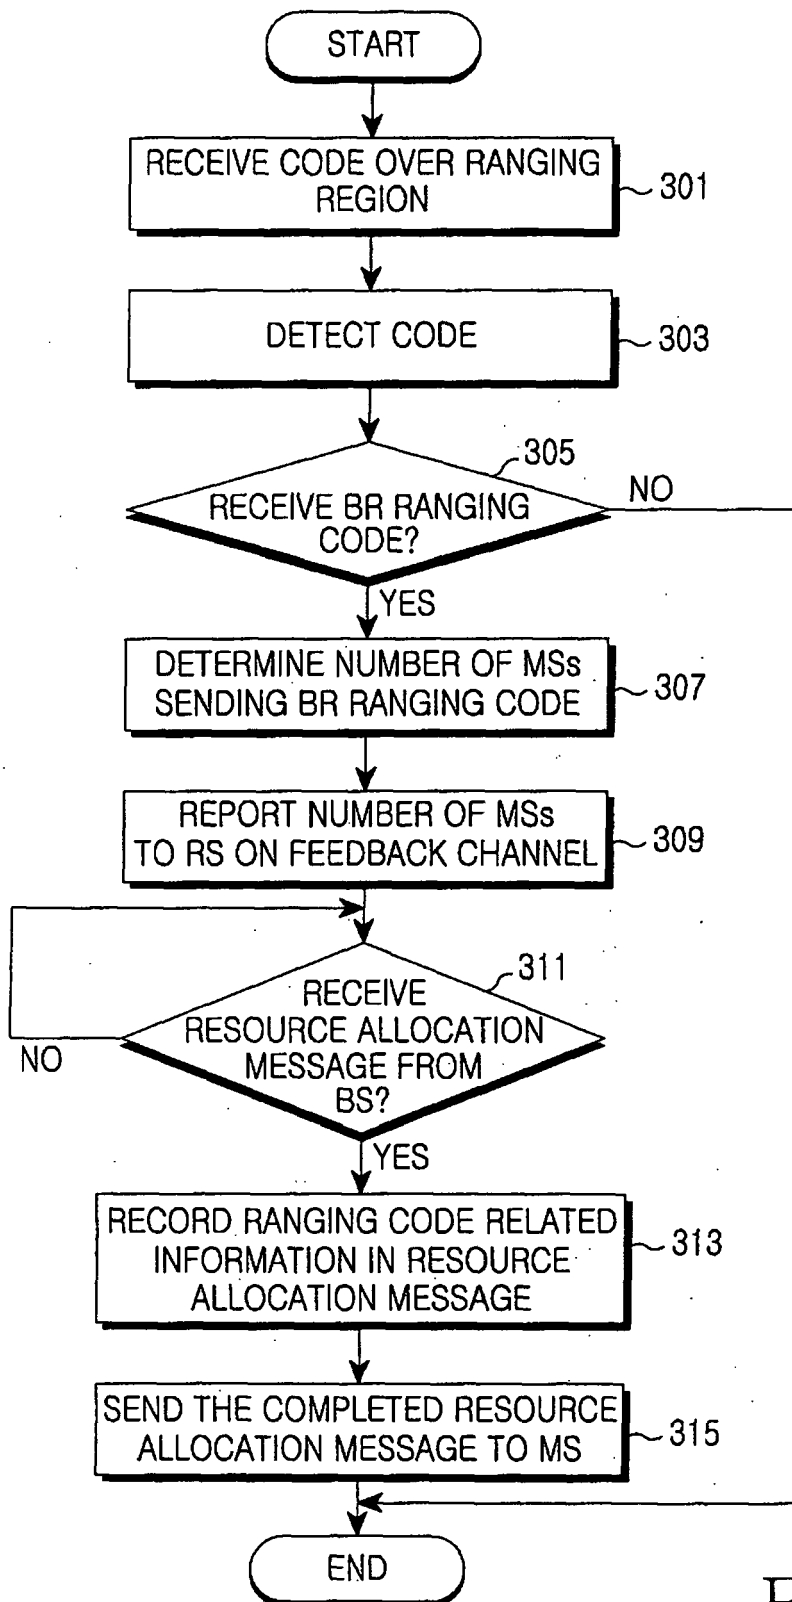 START
RECEIVE CODE OVER RANGING
REGION
301
DETECT CODE
303
305
RECEIVE BR RANGING
CODE?
NO
YES
DETERMINE NUMBER OF MSs
SENDING BR RANGING CODE
307
REPORT NUMBER OF MSs
TO RS ON FEEDBACK CHANNEL
309
311
RECEIVE
RESOURCE ALLOCATION
MESSAGE FROM
BS?
NO
YES
RECORD RANGING CODE RELATED
INFORMATION IN RESOURCE
ALLOCATION MESSAGE
313
SEND THE COMPLETED RESOURCE
ALLOCATION MESSAGE TO MS
315
END